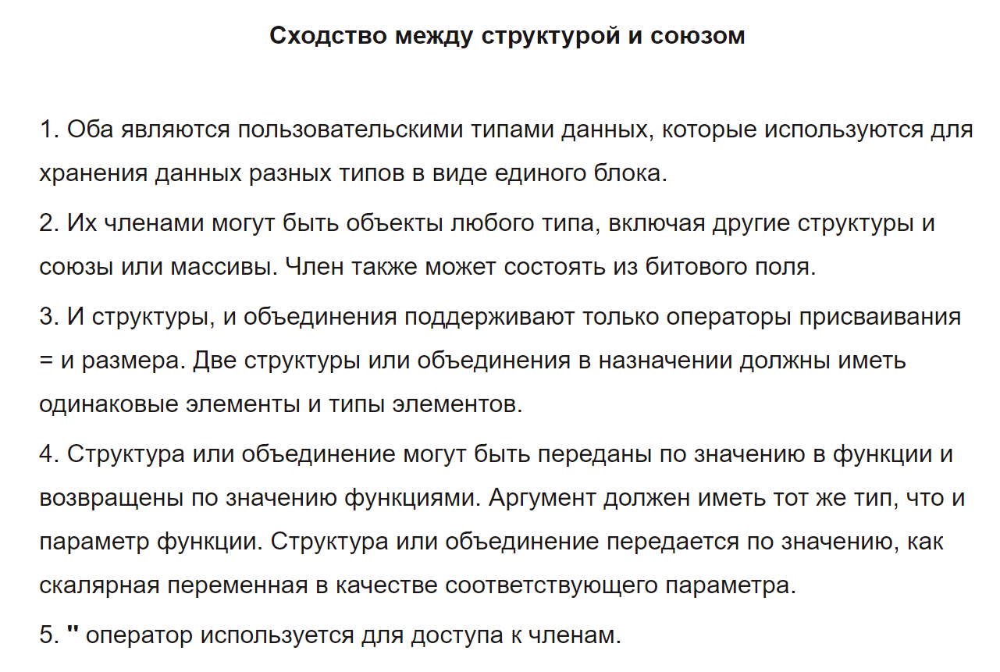 Сходство между структурой и союзом
1. Оба являются пользовательскими типами данных, которые используются для
хранения данных разных типов в виде единого блока.
2. Их членами могут быть объекты любого типа, включая другие структуры и
союзы или массивы. Член также может состоять из битового поля.
3. И структуры, и объединения поддерживают только операторы присваивания
= и размера. Две структуры или объединения в назначении должны иметь
одинаковые элементы и типы элементов.
4. Структура или объединение могут быть переданы по значению в функции и
возвращены по значению функциями. Аргумент должен иметь тот же тип, что и
параметр функции. Структура или объединение передается по значению, как
скалярная переменная в качестве соответствующего параметра.
5. " оператор используется для доступа к членам.